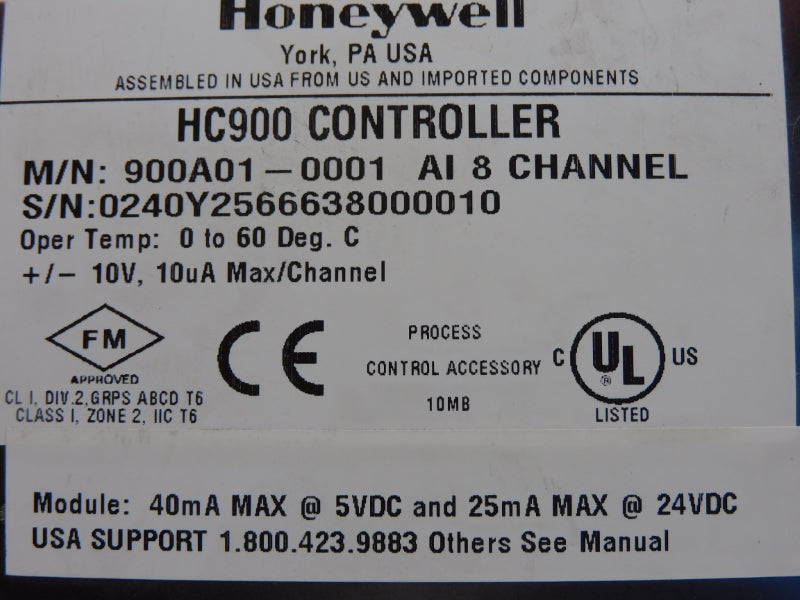 Honeywell
York, PA USA
ASSEMBLED IN USA FROM US AND IMPORTED COMPONENTS
HC900 CONTROLLER
M/N: 900A01-0001 AI 8 CHANNEL
S/N:0240Y2566638000010
Oper Temp: 0 to 60 Deg. C
+/- 10V, 10uA Max/Channel
FM
APPROVED
CL I, DIV.2,GRPS ABCD T6
CLASS I, ZONE 2, IIC T6
CE
PROCESS
CONTROL ACCESSORY
10MB
C UL ® US
LISTED
Module: 40mA MAX @ 5VDC and 25mA MAX @ 24VDC
USA SUPPORT 1.800.423.9883 Others See Manual